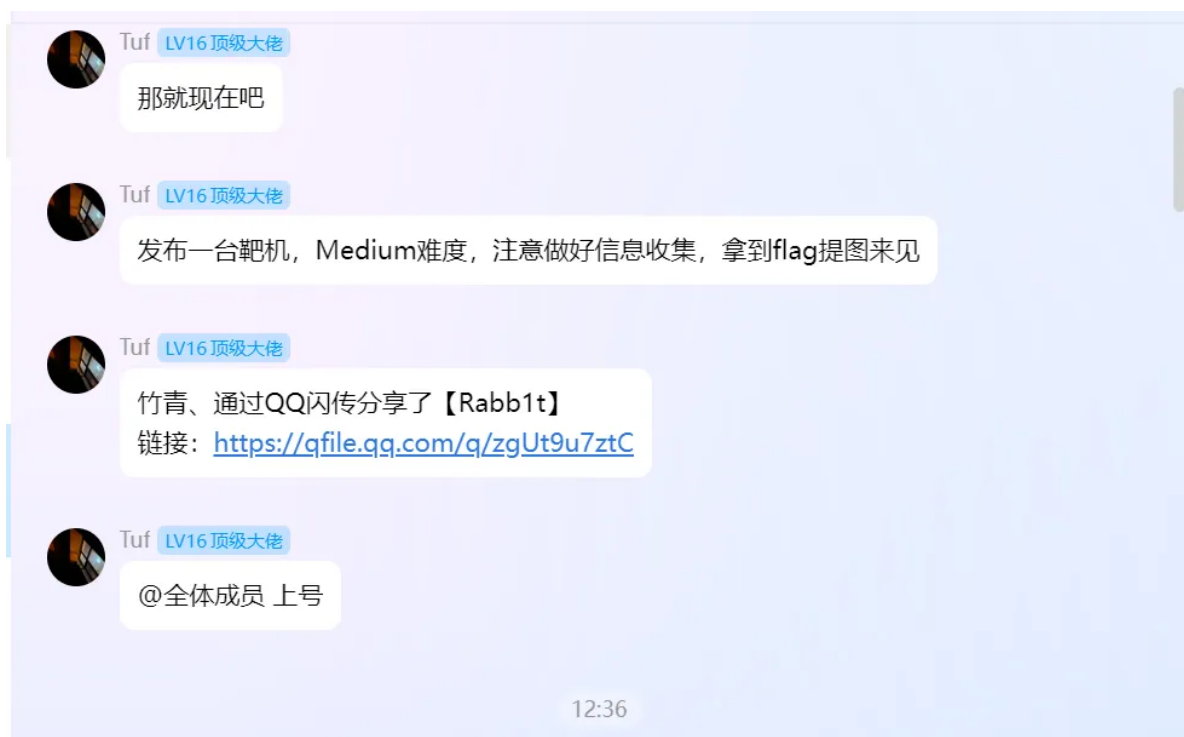 Tuf LV16 顶级大佬
那就现在吧
Tuf LV16 顶级大佬
发布一台靶机，Medium难度，注意做好信息收集，拿到flag提图来见
Tuf LV16 顶级大佬
竹青、通过QQ闪传分享了【Rabb1t】
链接：https://qfile.qq.com/q/zgUt9u7ztC
Tuf LV16 顶级大佬
@全体成员 上号
12:36